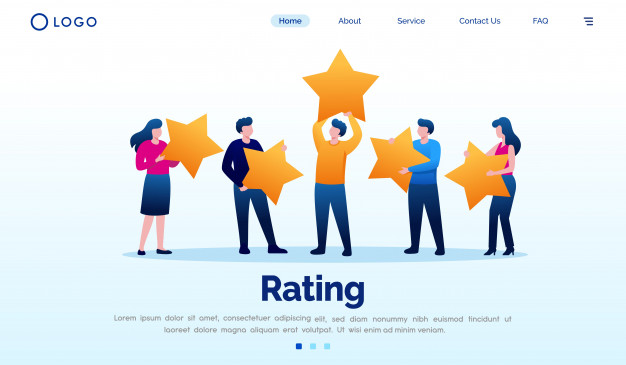 LOGO
Home
About
Service
Contact Us
FAQ
Rating
Lorem ipsum dolor sit amet, consectetuer adipiscing elit, sed diam nonummy nibh euismod tincidunt ut
laoreet dolore magna aliquam erat volutpat. Ut wisi enim ad minim veniam.